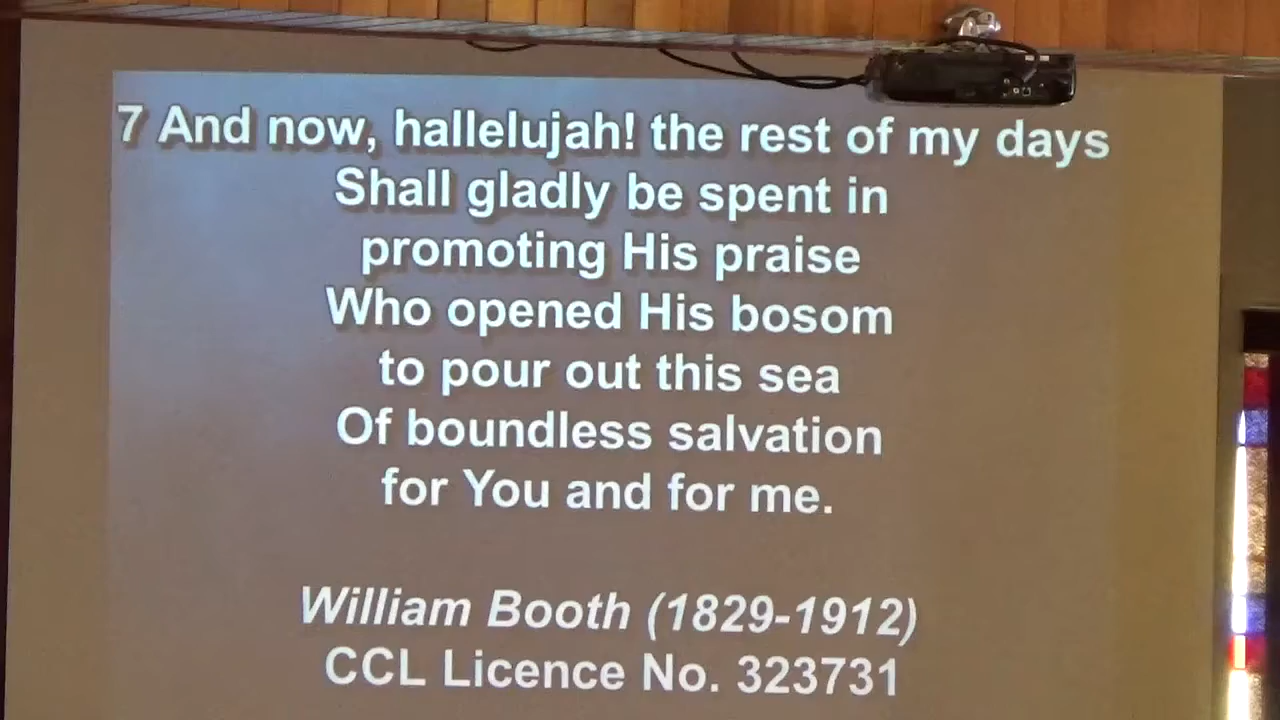 7 And now, hallelujah! the rest of my days
Shall gladly be spent in
promoting His praise
Who opened His bosom
to pour out this sea
Of boundless salvation
for You and for me.
William Booth (1829-1912)
CCL Licence No. 323731